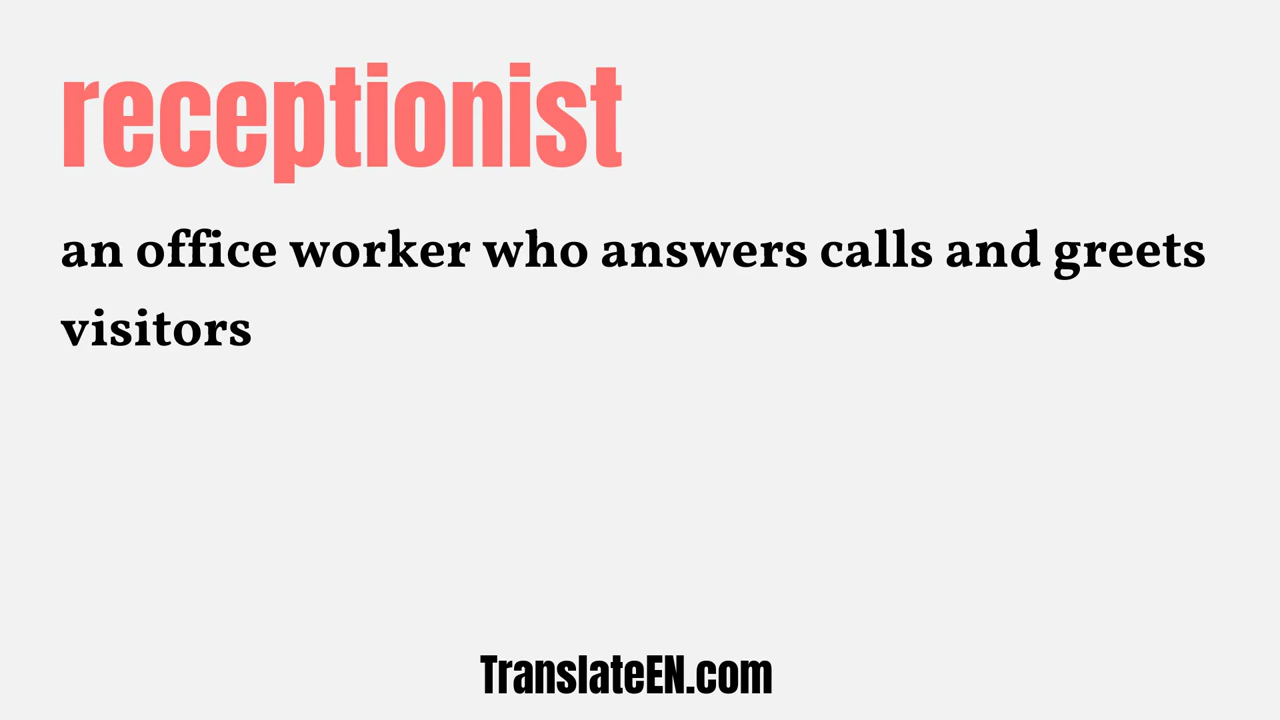 receptionist
an office worker who answers calls and greets
visitors
TranslateEN.com